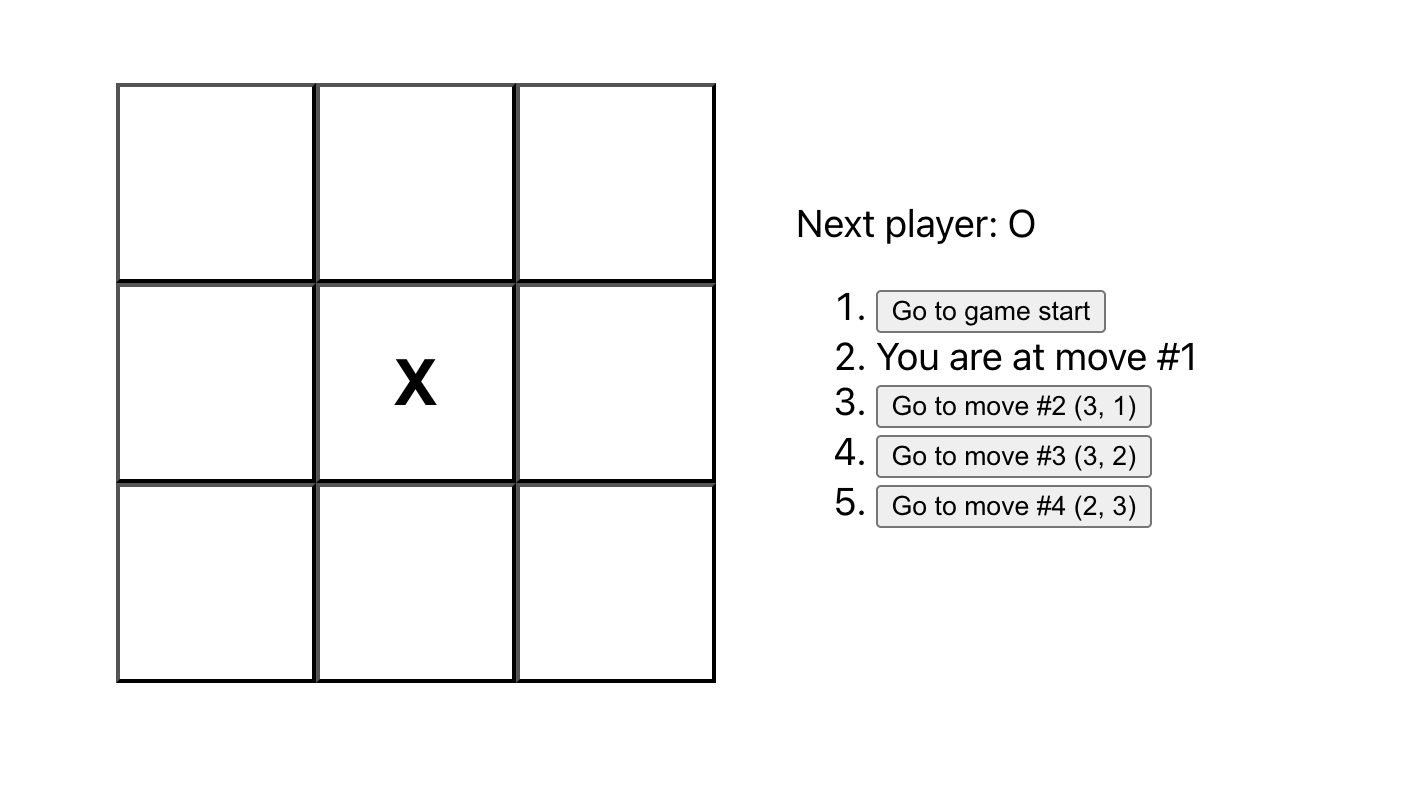 X
Next player: O
1. Go to game start
2. You are at move #1
3. Go to move #2 (3, 1)
4. Go to move #3 (3, 2)
5. Go to move #4 (2, 3)